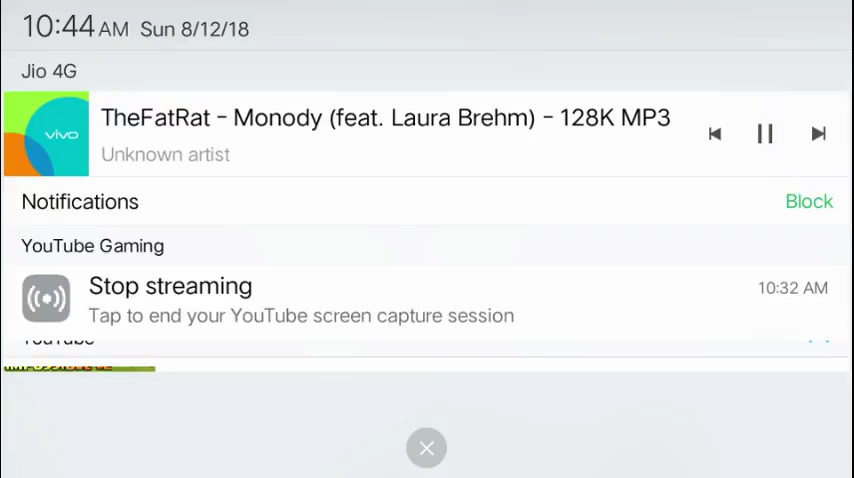 10:44 AM Sun 8/12/18
Jio 4G
vivo
TheFatRat - Monody (feat. Laura Brehm) - 128K MP3
Unknown artist
Notifications Block
YouTube Gaming
Stop streaming 10:32 AM
Tap to end your YouTube screen capture session
YouTube